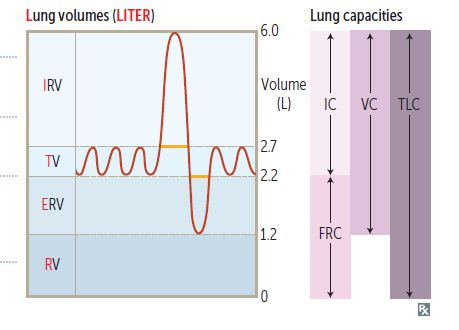 Lung volumes (LITER)
Lung capacities
6.0
IRV
Volume
(L)
IC
VC
TLC
2.7
TV
2.2
ERV
1.2
FRC
RV
0
Rx